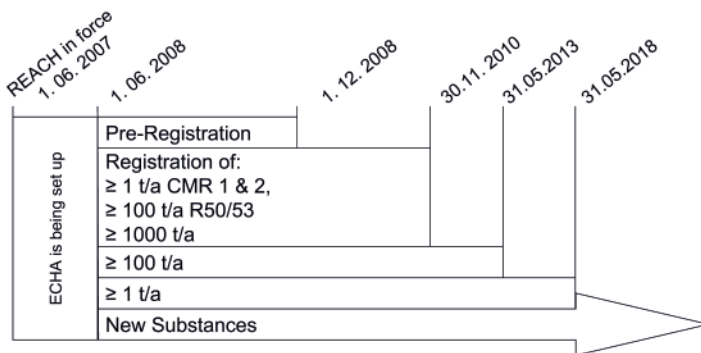 REACH in force
1. 06. 2007
1. 06. 2008
1. 12. 2008
30.11. 2010
31.05.2013
31.05.2018
ECHA is being set up
Pre-Registration
Registration of:
≥ 1 t/a CMR 1 & 2,
≥ 100 t/a R50/53
≥ 1000 t/a
≥ 100 t/a
≥ 1 t/a
New Substances